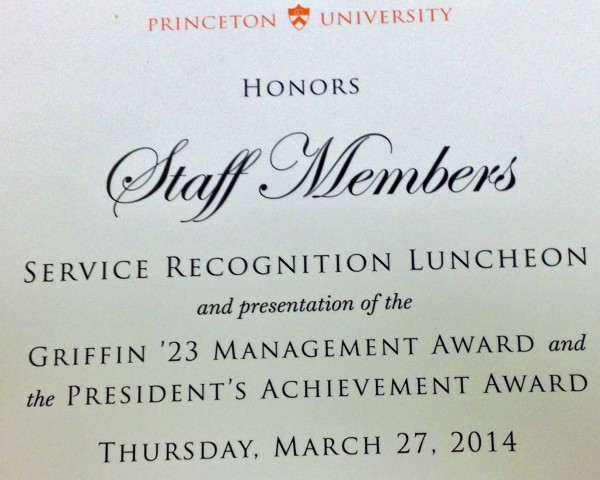 PRINCETON UNIVERSITY
HONORS
Staff Members
SERVICE RECOGNITION LUNCHEON
and presentation of the
GRIFFIN ’23 MANAGEMENT AWARD and
the PRESIDENT’S ACHIEVEMENT AWARD
THURSDAY, MARCH 27, 2014